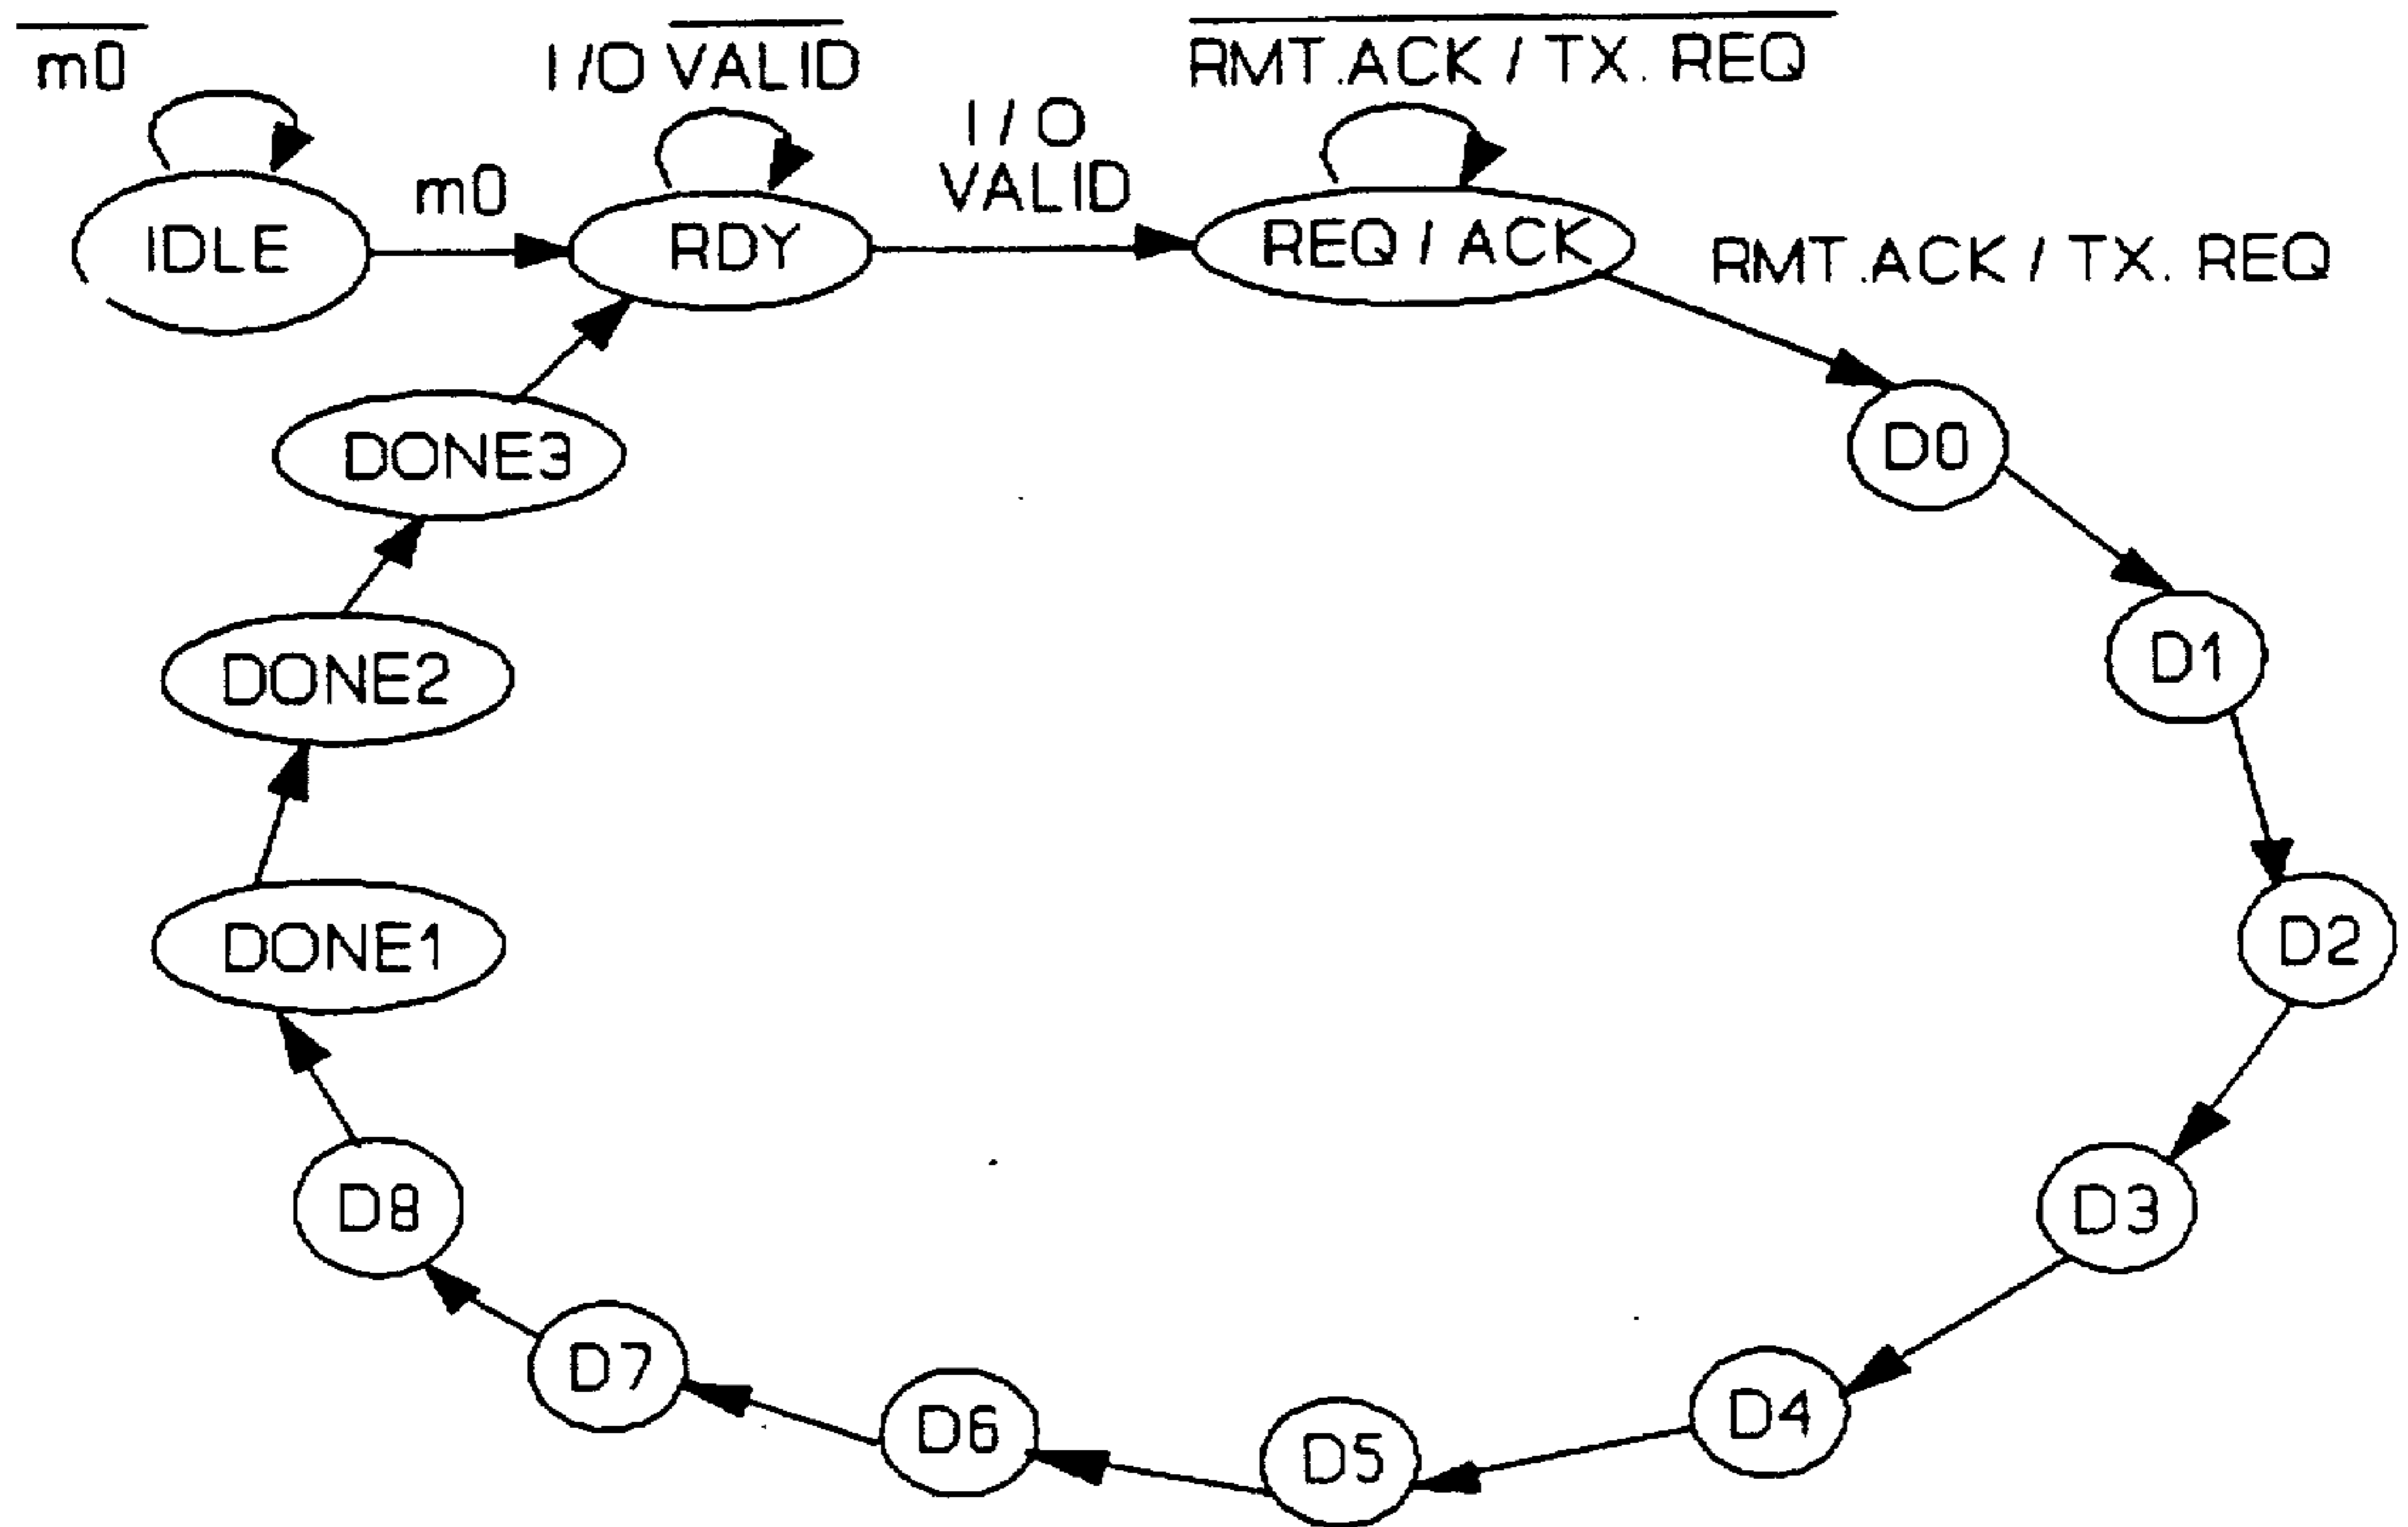 m0
I/O VALID
RMT.ACK / TX. REQ
I / O
VALID
m0
IDLE
RDY
REQ / ACK
RMT.ACK / TX. REQ
DONE3
D0
DONE2
D1
DONE1
D2
D8
D3
D7
D6
D5
D4